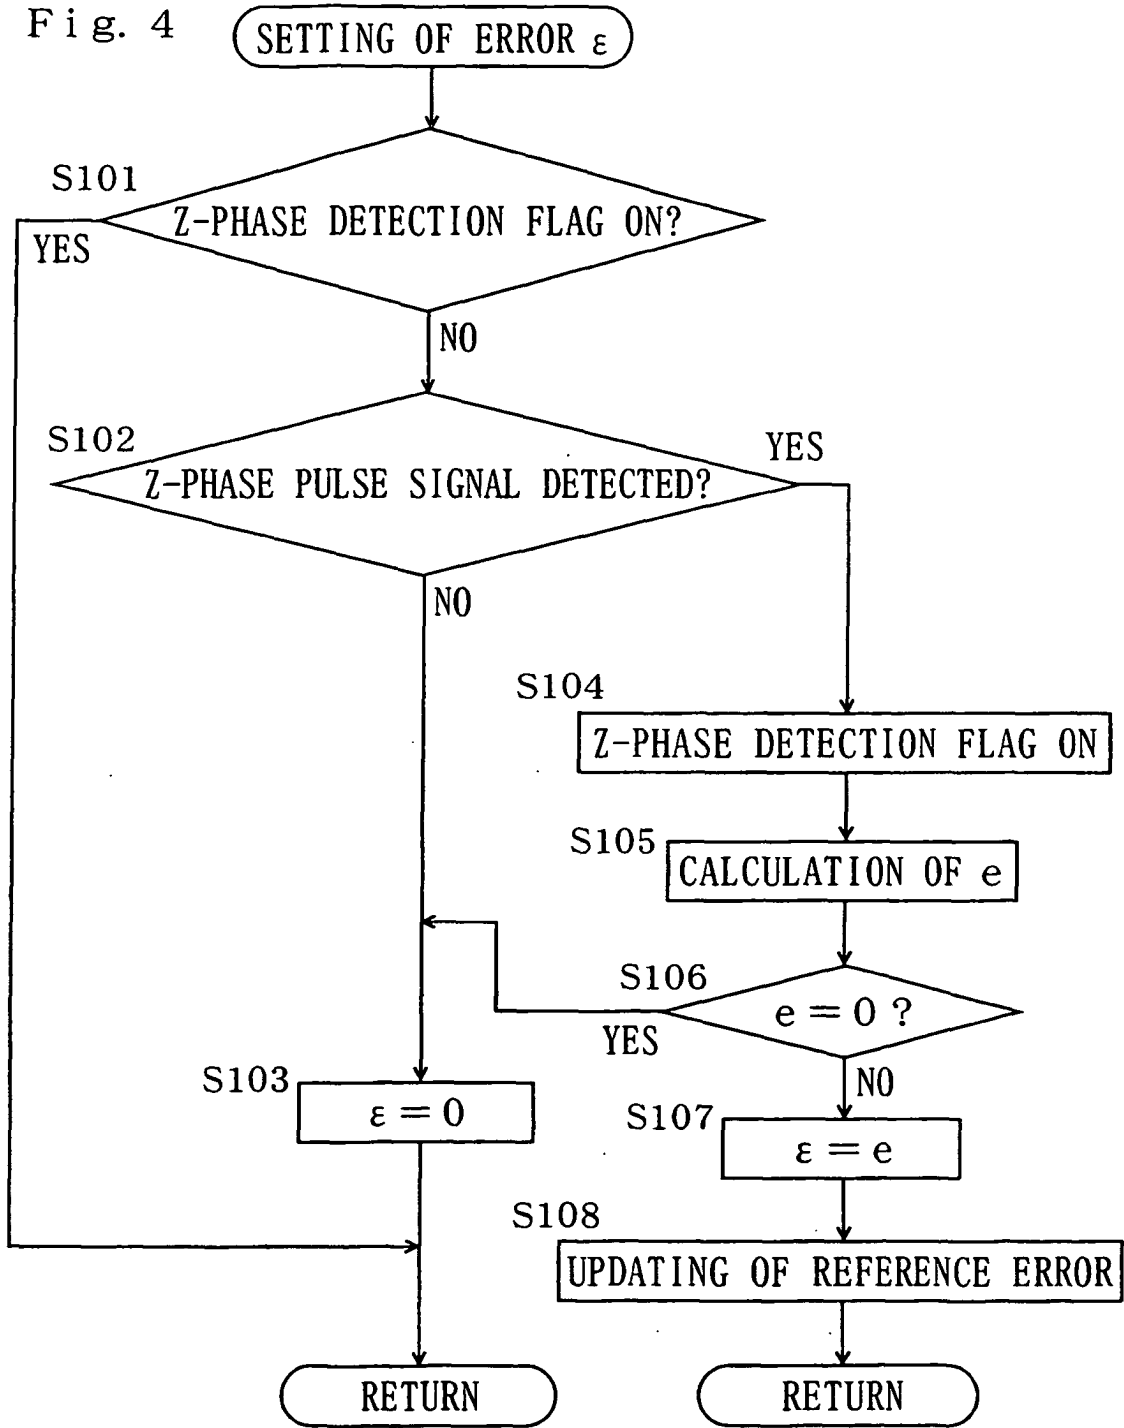 Fig. 4
SETTING OF ERROR ε
S101
Z-PHASE DETECTION FLAG ON?
YES
NO
S102
Z-PHASE PULSE SIGNAL DETECTED?
YES
NO
S104
Z-PHASE DETECTION FLAG ON
S105
CALCULATION OF e
S106
e = 0 ?
YES
NO
S103
ε = 0
S107
ε = e
S108
UPDATING OF REFERENCE ERROR
RETURN
RETURN